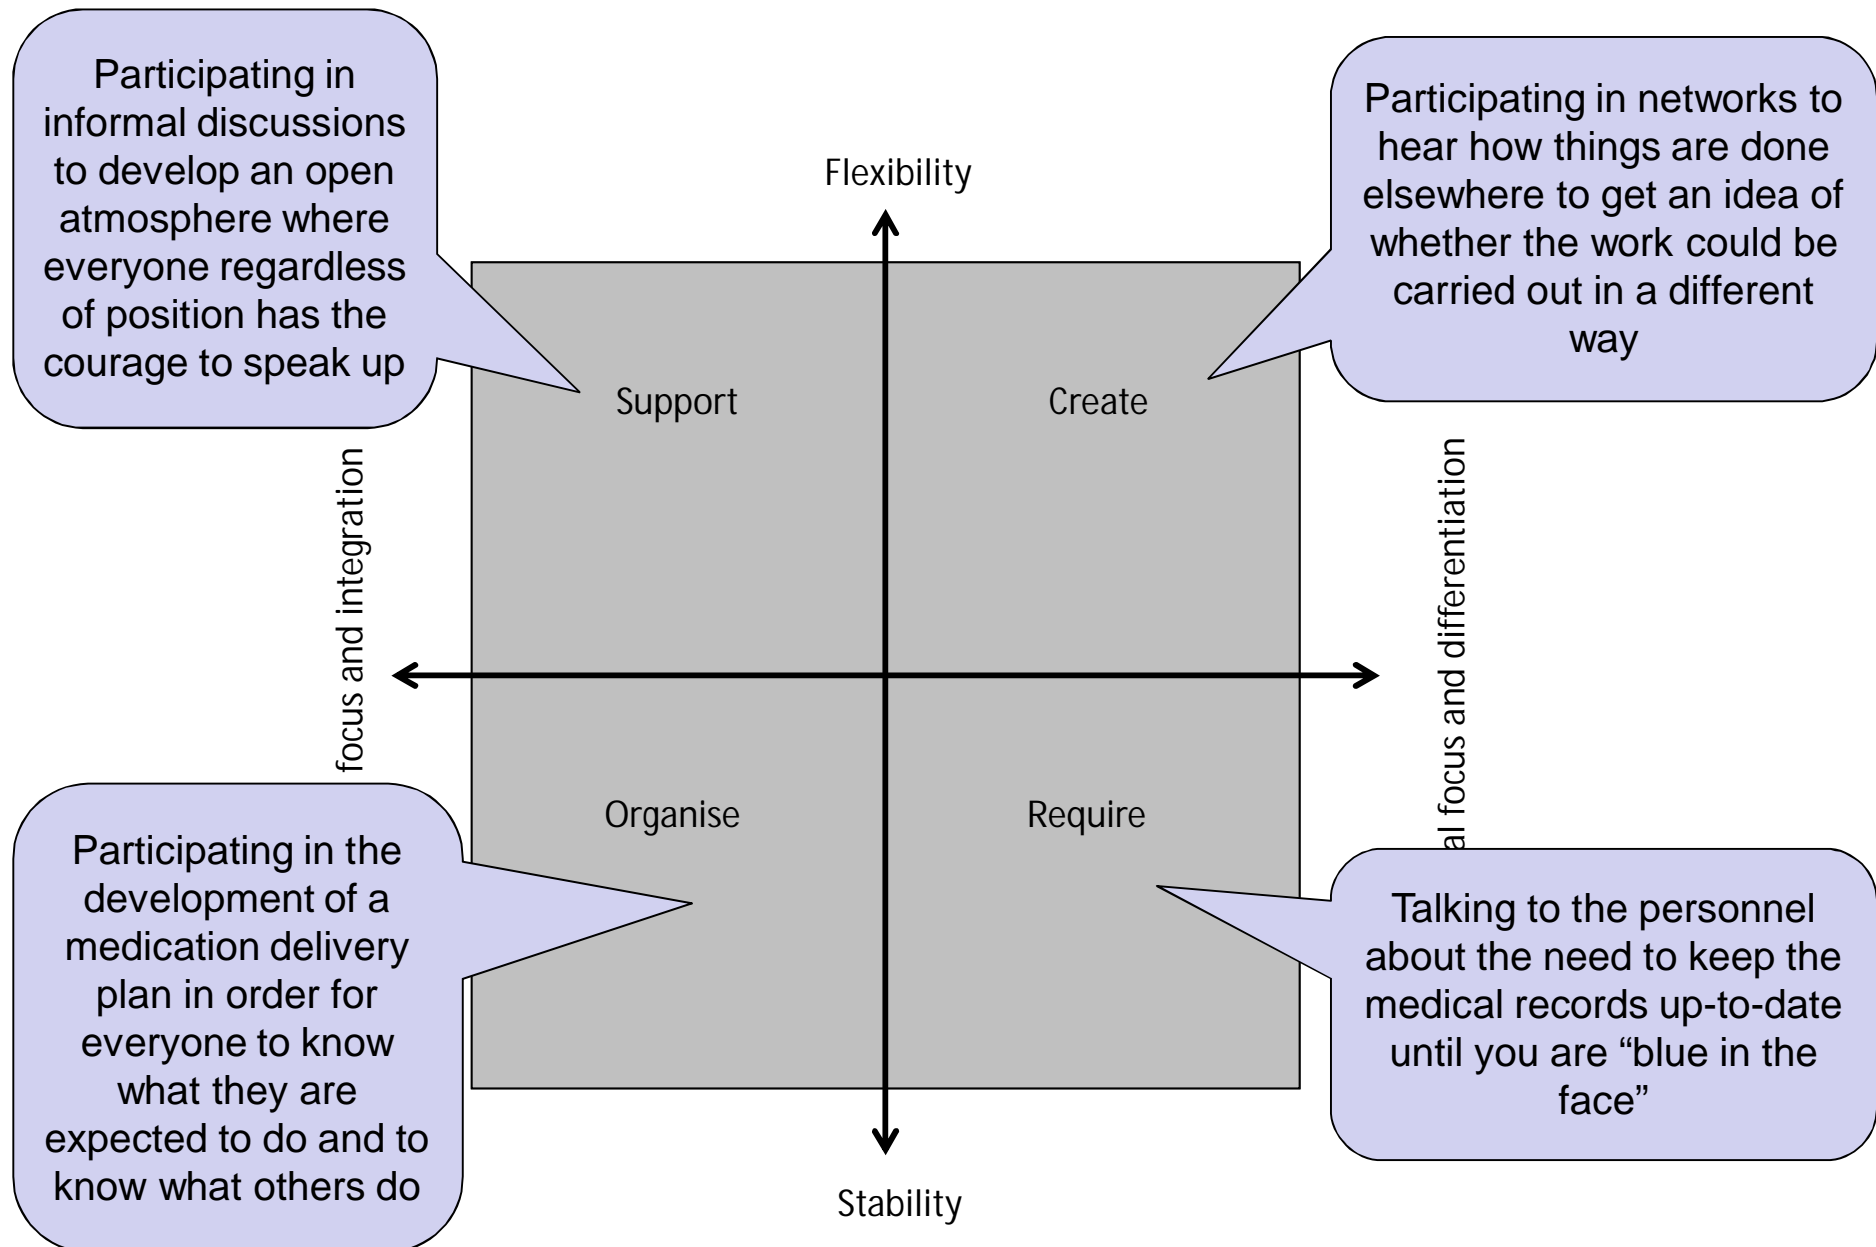 Participating in
informal discussions
to develop an open
atmosphere where
everyone regardless
of position has the
courage to speak up
Participating in networks to
hear how things are done
elsewhere to get an idea of
whether the work could be
carried out in a different
way
Flexibility
Support
Create
focus and integration
focus and differentiation
Organise
Require
Participating in the
development of a
medication delivery
plan in order for
everyone to know
what they are
expected to do and to
know what others do
Talking to the personnel
about the need to keep the
medical records up-to-date
until you are “blue in the
face”
Stability